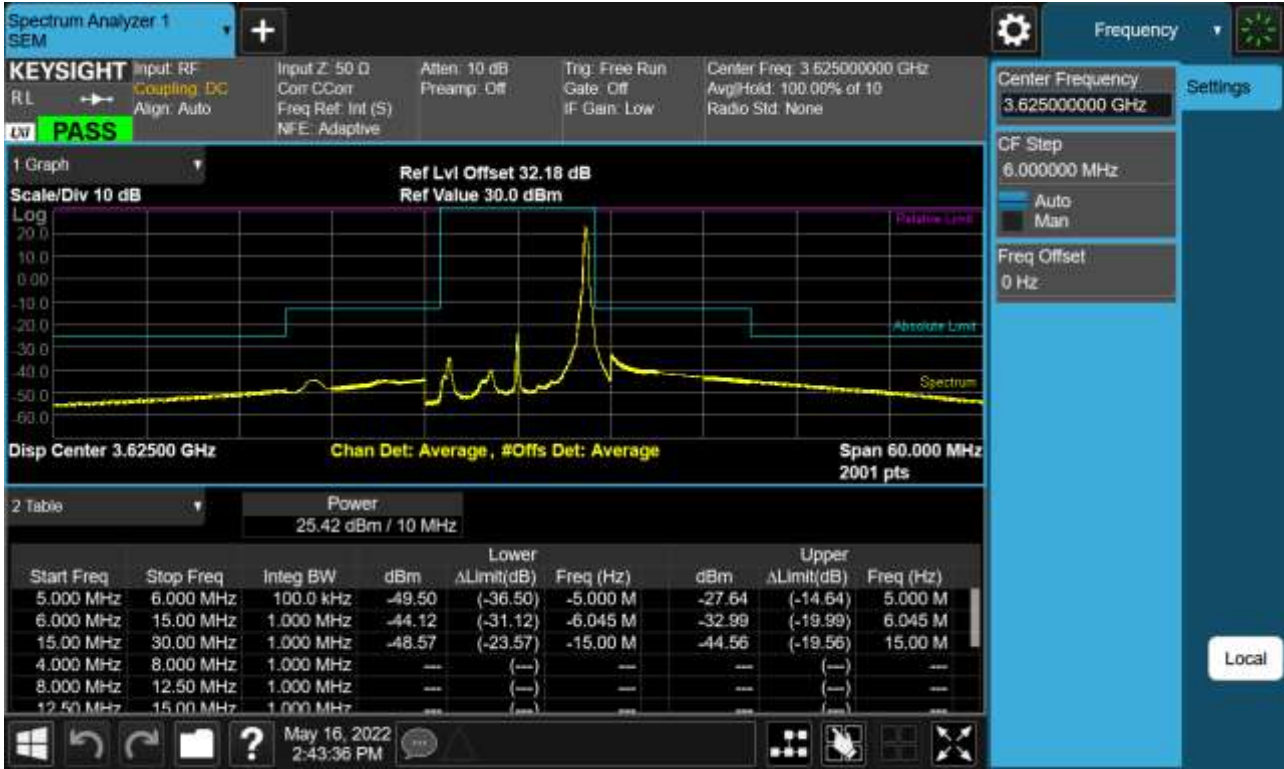 Spectrum Analyzer 1
SEM
+
Frequency
KEYSIGHT
RL
LXI
PASS
Input: RF
Coupling: DC
Align: Auto
Input Z: 50 Ω
Corr CCorr
Freq Ref: Int (S)
NFE: Adaptive
Atten: 10 dB
Preamp: Off
Trig: Free Run
Gate: Off
IF Gain: Low
Center Freq: 3.625000000 GHz
Avg|Hold: 100.00% of 10
Radio Std: None
Center Frequency
3.625000000 GHz
Settings
CF Step
6.000000 MHz
Auto
Man
Freq Offset
0 Hz
Local
1 Graph
Scale/Div 10 dB
Ref Lvl Offset 32.18 dB
Ref Value 30.0 dBm
Log
20.0
10.0
0.00
-10.0
-20.0
-30.0
-40.0
-50.0
-60.0
Relative Limit
Absolute Limit
Spectrum
Disp Center 3.62500 GHz
Chan Det: Average, #Offs Det: Average
Span 60.000 MHz
2001 pts
2 Table
Power
25.42 dBm / 10 MHz
Lower Upper
Start Freq Stop Freq Integ BW dBm ΔLimit(dB) Freq (Hz) dBm ΔLimit(dB) Freq (Hz)
5.000 MHz 6.000 MHz 100.0 kHz -49.50 (-36.50) -5.000 M -27.64 (-14.64) 5.000 M
6.000 MHz 15.00 MHz 1.000 MHz -44.12 (-31.12) -6.045 M -32.99 (-19.99) 6.045 M
15.00 MHz 30.00 MHz 1.000 MHz -48.57 (-23.57) -15.00 M -44.56 (-19.56) 15.00 M
4.000 MHz 8.000 MHz 1.000 MHz --- (---) --- --- (---) ---
8.000 MHz 12.50 MHz 1.000 MHz --- (---) --- --- (---) ---
12.50 MHz 15.00 MHz 1.000 MHz --- (---) --- --- (---) ---
?
May 16, 2022
2:43:36 PM